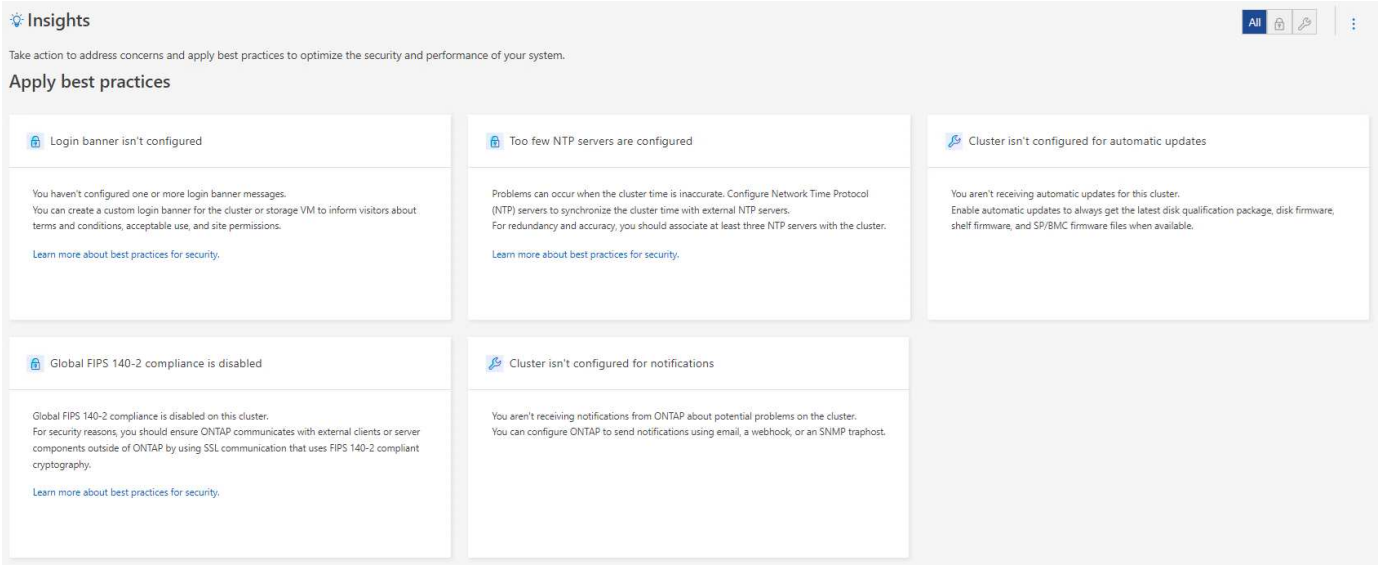 Insights
All
Take action to address concerns and apply best practices to optimize the security and performance of your system.
Apply best practices
Login banner isn't configured
You haven't configured one or more login banner messages.
You can create a custom login banner for the cluster or storage VM to inform visitors about
terms and conditions, acceptable use, and site permissions.
Learn more about best practices for security.
Too few NTP servers are configured
Problems can occur when the cluster time is inaccurate. Configure Network Time Protocol
(NTP) servers to synchronize the cluster time with external NTP servers.
For redundancy and accuracy, you should associate at least three NTP servers with the cluster.
Learn more about best practices for security.
Cluster isn't configured for automatic updates
You aren't receiving automatic updates for this cluster.
Enable automatic updates to always get the latest disk qualification package, disk firmware,
shelf firmware, and SP/BMC firmware files when available.
Global FIPS 140-2 compliance is disabled
Global FIPS 140-2 compliance is disabled on this cluster.
For security reasons, you should ensure ONTAP communicates with external clients or server
components outside of ONTAP by using SSL communication that uses FIPS 140-2 compliant
cryptography.
Learn more about best practices for security.
Cluster isn't configured for notifications
You aren't receiving notifications from ONTAP about potential problems on the cluster.
You can configure ONTAP to send notifications using email, a webhook, or an SNMP traphost.